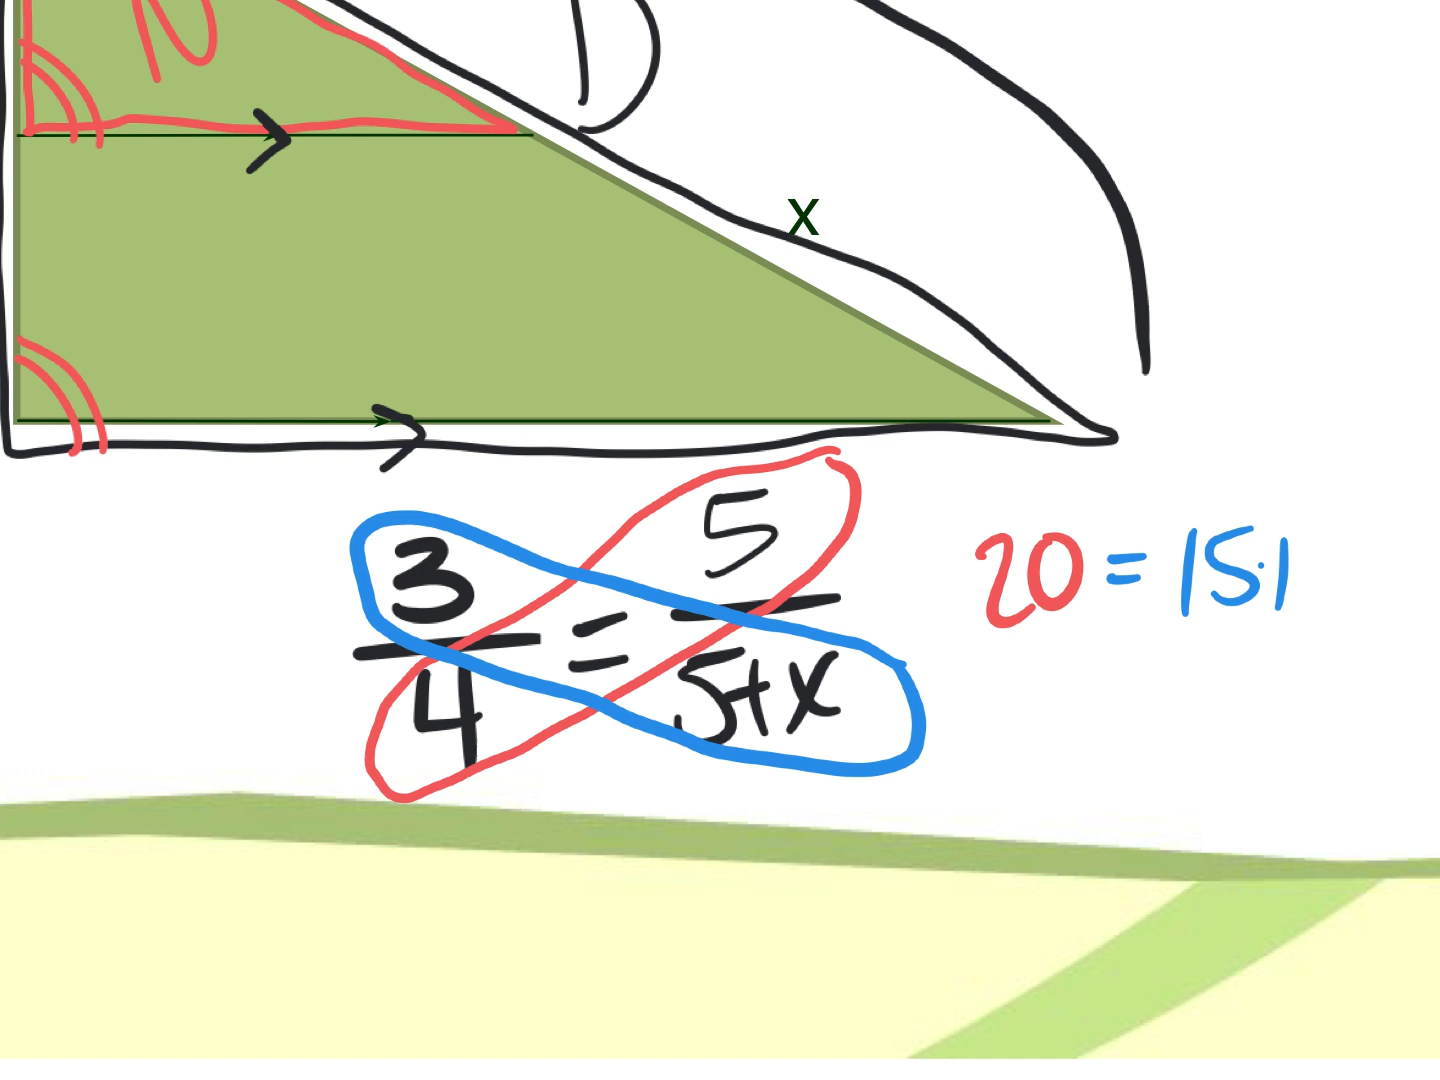 x
3/4 = 5/(5+x)
20 = 15.1